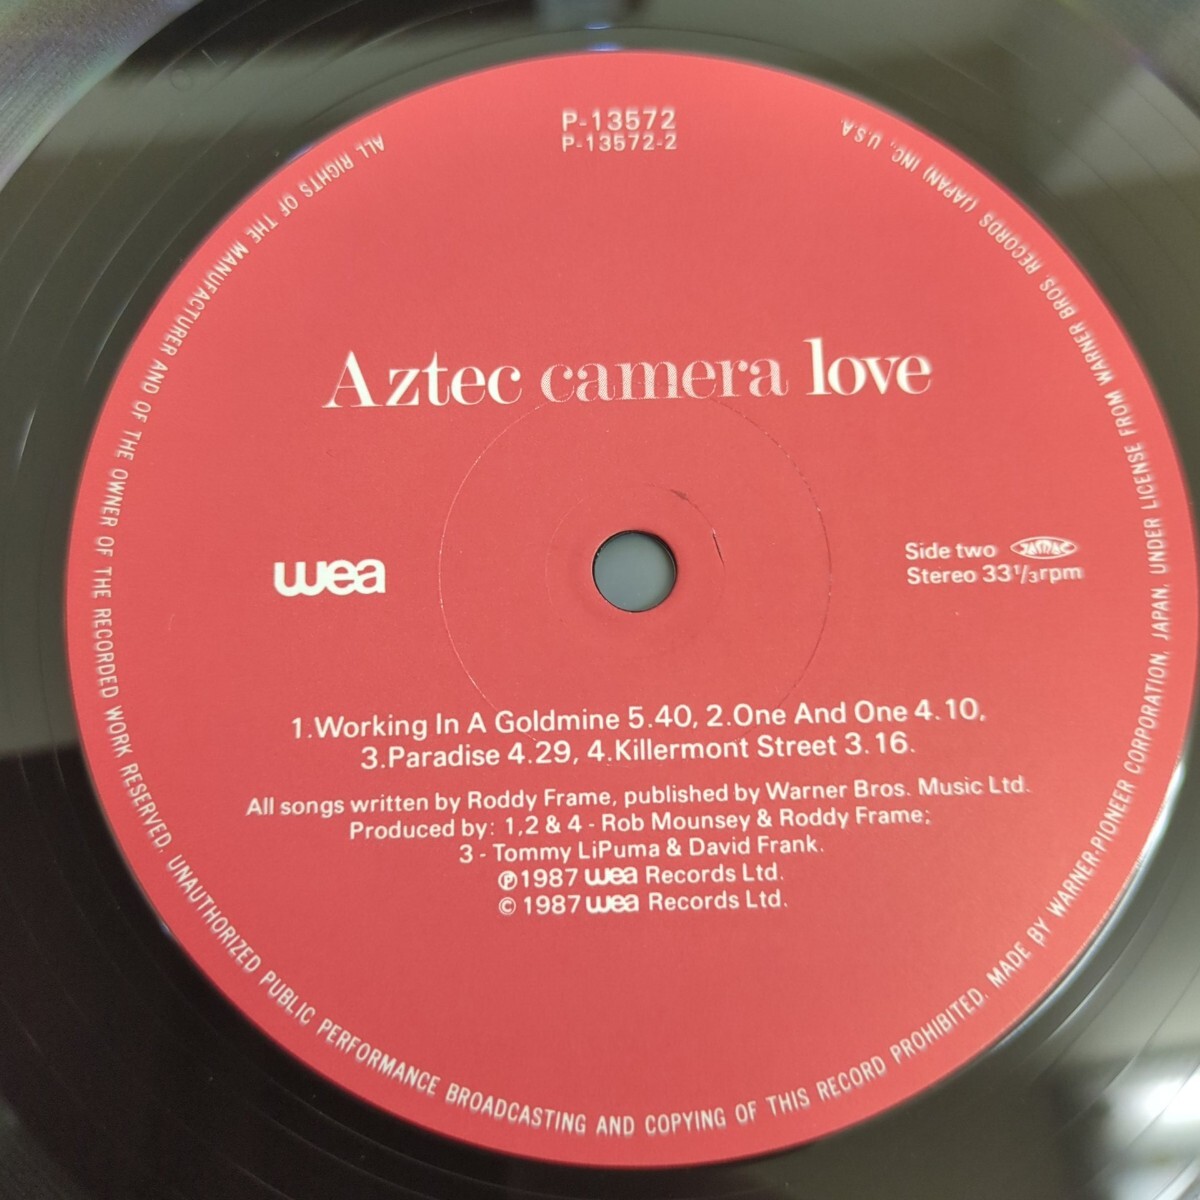 P-13572
P-13572-2
Aztec camera love
wea
Side two JASRAC
Stereo 33 1/3 rpm
1.Working In A Goldmine 5.40, 2.One And One 4.10,
3.Paradise 4.29, 4.Killermont Street 3.16.
All songs written by Roddy Frame, published by Warner Bros. Music Ltd.
Produced by: 1,2 & 4 - Rob Mounsey & Roddy Frame;
3 - Tommy LiPuma & David Frank.
℗1987 wea Records Ltd.
© 1987 wea Records Ltd.
ALL RIGHTS OF THE MANUFACTURER AND OF THE OWNER OF THE RECORDED WORK RESERVED. UNAUTHORIZED PUBLIC PERFORMANCE BROADCASTING AND COPYING OF THIS RECORD PROHIBITED. MADE BY WARNER-PIONEER CORPORATION, JAPAN, UNDER LICENSE FROM WARNER BROS. RECORDS (JAPAN) INC., U.S.A.